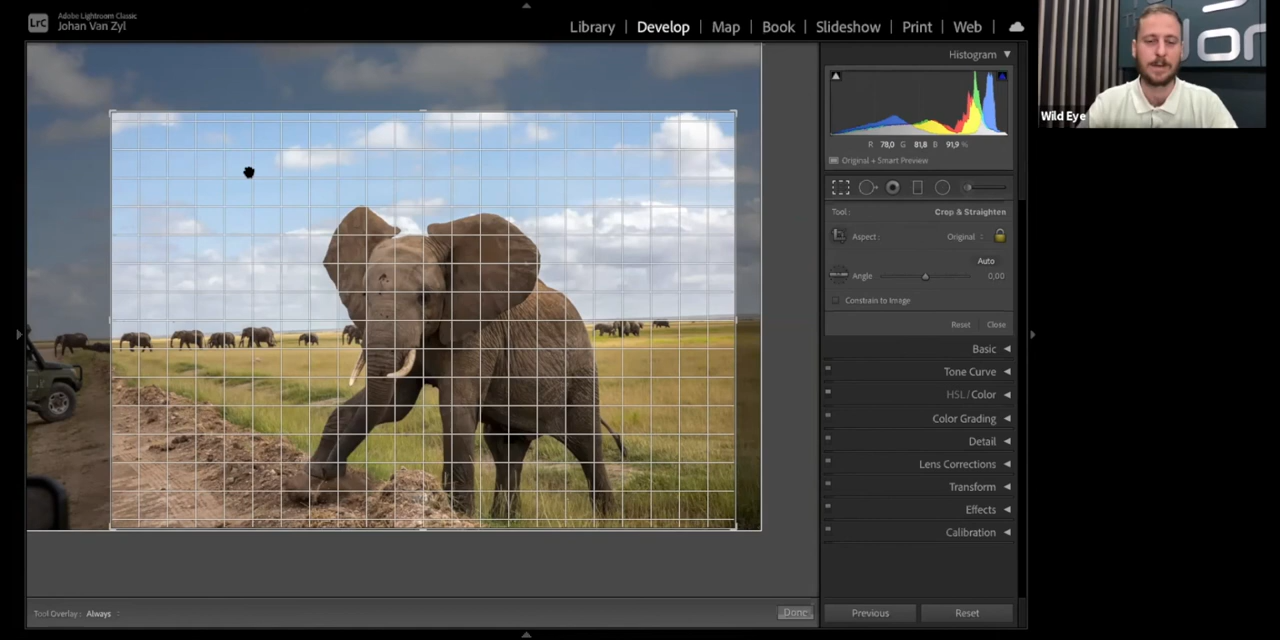 LrC
Adobe Lightroom Classic
Johan Van Zyl
Library | Develop | Map | Book | Slideshow | Print | Web
Histogram
R 78,0 G 81,8 B 91,9 %
Original + Smart Preview
Tool :
Crop & Straighten
Aspect :
Original
Auto
Angle
0,00
Constrain to Image
Reset
Close
Basic
Tone Curve
HSL / Color
Color Grading
Detail
Lens Corrections
Transform
Effects
Calibration
Tool Overlay : Always
Done
Previous
Reset
Wild Eye